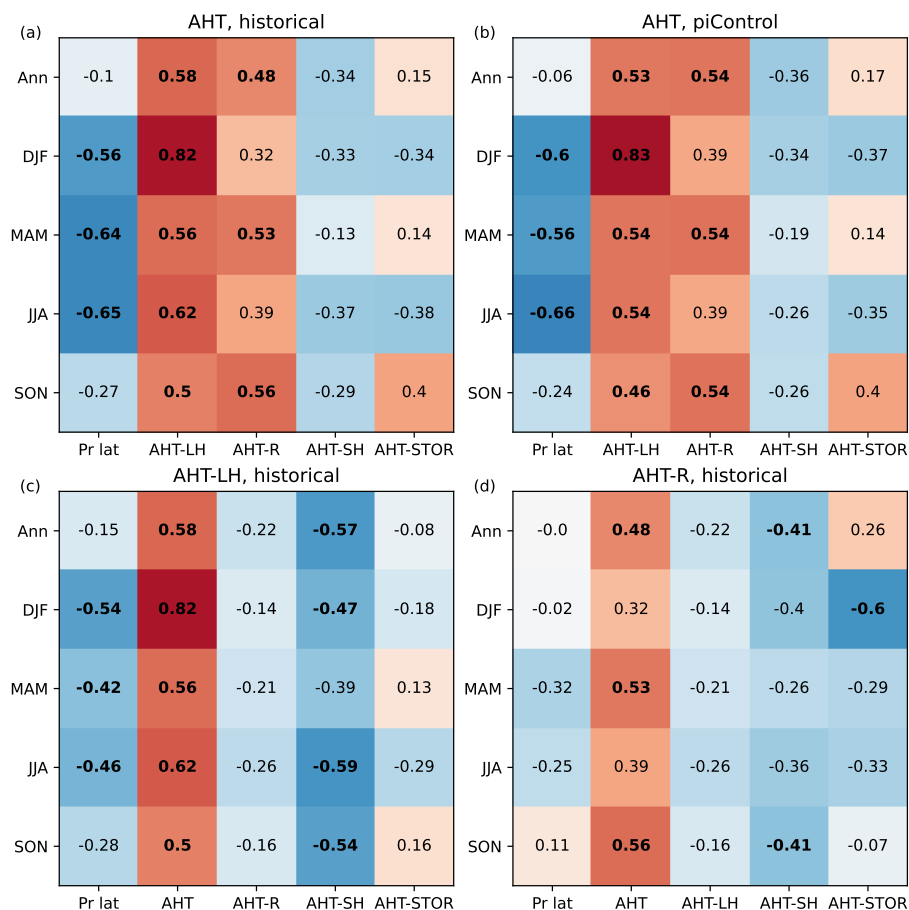 (a) AHT, historical
Ann -0.1 0.58 0.48 -0.34 0.15
DJF -0.56 0.82 0.32 -0.33 -0.34
MAM -0.64 0.56 0.53 -0.13 0.14
JJA -0.65 0.62 0.39 -0.37 -0.38
SON -0.27 0.5 0.56 -0.29 0.4
Pr lat AHT-LH AHT-R AHT-SH AHT-STOR
(b) AHT, piControl
Ann -0.06 0.53 0.54 -0.36 0.17
DJF -0.6 0.83 0.39 -0.34 -0.37
MAM -0.56 0.54 0.54 -0.19 0.14
JJA -0.66 0.54 0.39 -0.26 -0.35
SON -0.24 0.46 0.54 -0.26 0.4
Pr lat AHT-LH AHT-R AHT-SH AHT-STOR
(c) AHT-LH, historical
Ann -0.15 0.58 -0.22 -0.57 -0.08
DJF -0.54 0.82 -0.14 -0.47 -0.18
MAM -0.42 0.56 -0.21 -0.39 0.13
JJA -0.46 0.62 -0.26 -0.59 -0.29
SON -0.28 0.5 -0.16 -0.54 0.16
Pr lat AHT AHT-R AHT-SH AHT-STOR
(d) AHT-R, historical
Ann -0.0 0.48 -0.22 -0.41 0.26
DJF -0.02 0.32 -0.14 -0.4 -0.6
MAM -0.32 0.53 -0.21 -0.26 -0.29
JJA -0.25 0.39 -0.26 -0.36 -0.33
SON 0.11 0.56 -0.16 -0.41 -0.07
Pr lat AHT AHT-LH AHT-SH AHT-STOR